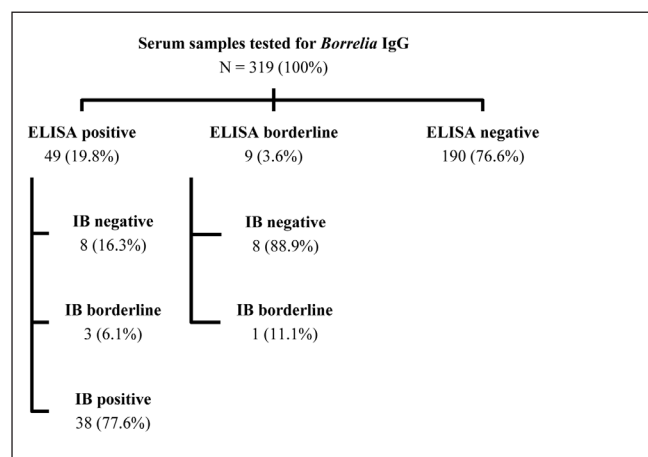 Serum samples tested for Borrelia IgG
N = 319 (100%)
ELISA positive
49 (19.8%)
ELISA borderline
9 (3.6%)
ELISA negative
190 (76.6%)
IB negative
8 (16.3%)
IB negative
8 (88.9%)
IB borderline
3 (6.1%)
IB borderline
1 (11.1%)
IB positive
38 (77.6%)